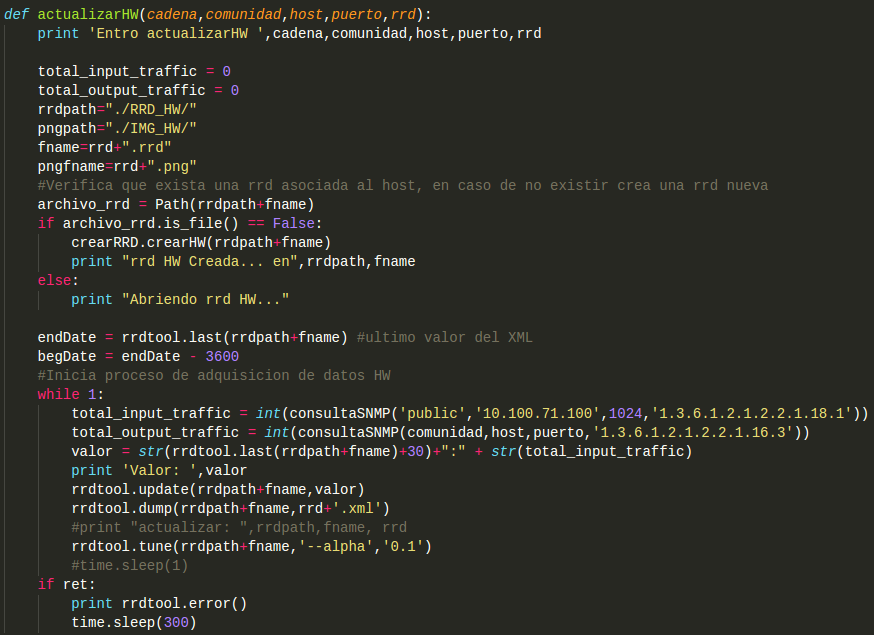 def actualizarHW(cadena,comunidad,host,puerto,rrd):
    print 'Entro actualizarHW ',cadena,comunidad,host,puerto,rrd

    total_input_traffic = 0
    total_output_traffic = 0
    rrdpath="./RRD_HW/"
    pngpath="./IMG_HW/"
    fname=rrd+".rrd"
    pngfname=rrd+".png"
    #Verifica que exista una rrd asociada al host, en caso de no existir crea una rrd nueva
    archivo_rrd = Path(rrdpath+fname)
    if archivo_rrd.is_file() == False:
        crearRRD.crearHW(rrdpath+fname)
        print "rrd HW Creada... en",rrdpath,fname
    else:
        print "Abriendo rrd HW..."

    endDate = rrdtool.last(rrdpath+fname) #ultimo valor del XML
    begDate = endDate - 3600
    #Inicia proceso de adquisicion de datos HW
    while 1:
        total_input_traffic = int(consultaSNMP('public','10.100.71.100',1024,'1.3.6.1.2.1.2.2.1.18.1'))
        total_output_traffic = int(consultaSNMP(comunidad,host,puerto,'1.3.6.1.2.1.2.2.1.16.3'))
        valor = str(rrdtool.last(rrdpath+fname)+30)+":" + str(total_input_traffic)
        print 'Valor: ',valor
        rrdtool.update(rrdpath+fname,valor)
        rrdtool.dump(rrdpath+fname,rrd+'.xml')
        #print "actualizar: ",rrdpath,fname, rrd
        rrdtool.tune(rrdpath+fname,'--alpha','0.1')
        #time.sleep(1)
    if ret:
        print rrdtool.error()
        time.sleep(300)